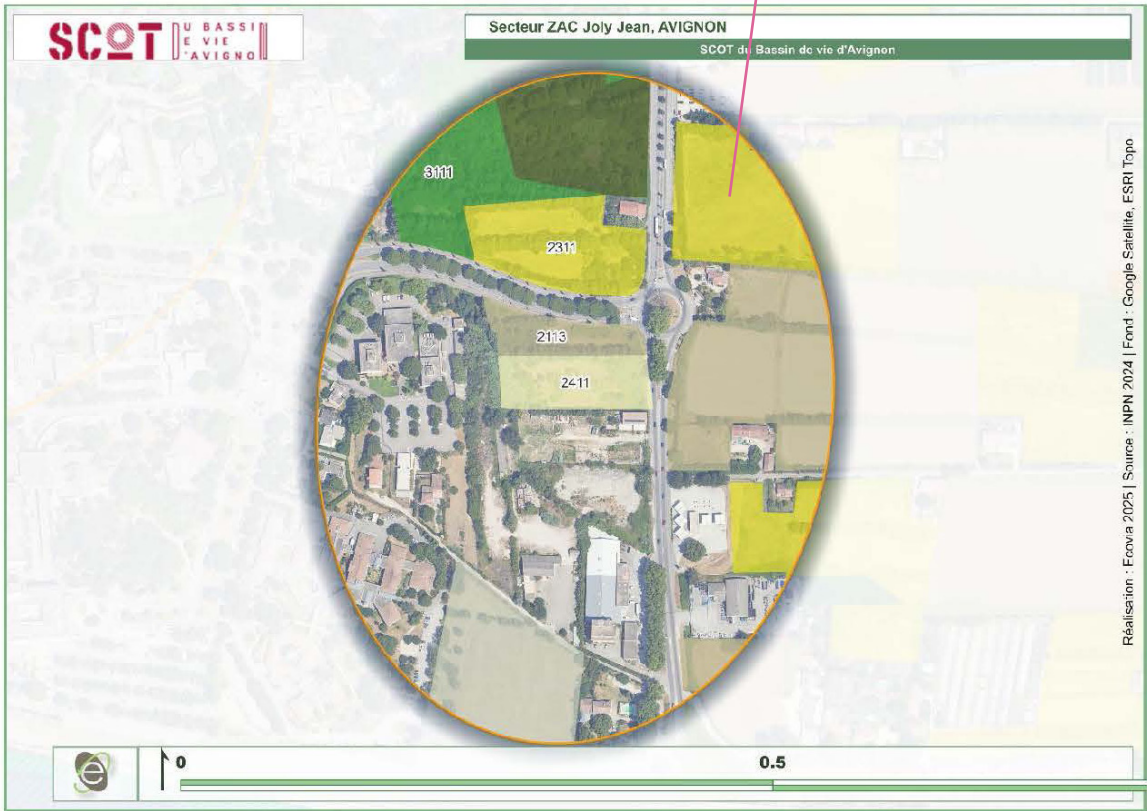 SCOT DU BASSIN
DE VIE
D'AVIGNON
Secteur ZAC Joly Jean, AVIGNON
SCOT du Bassin de vie d'Avignon
3111
2311
2113
2411
Réalisation : Ecovia 2025 | Source : INPN 2024 | Fond : Google Satellite, ESRI Topo
e
0
0.5